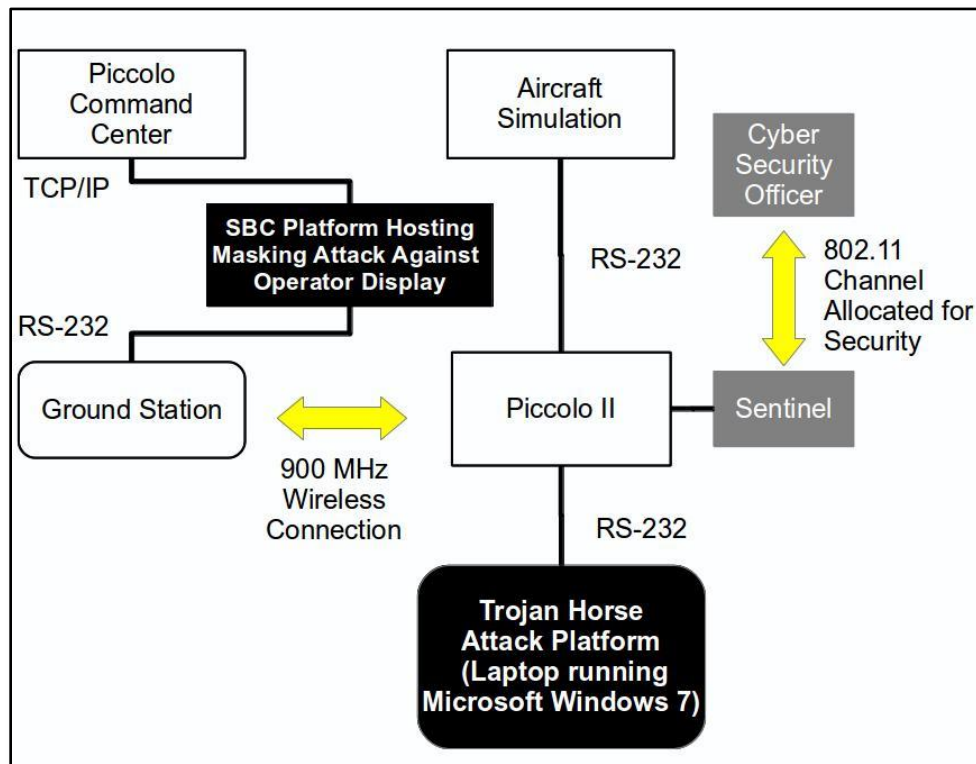 Piccolo
Command
Center
TCP/IP
SBC Platform Hosting
Masking Attack Against
Operator Display
RS-232
Ground Station
900 MHz
Wireless
Connection
Aircraft
Simulation
RS-232
Piccolo II
RS-232
Trojan Horse
Attack Platform
(Laptop running
Microsoft Windows 7)
Cyber
Security
Officer
802.11
Channel
Allocated for
Security
Sentinel